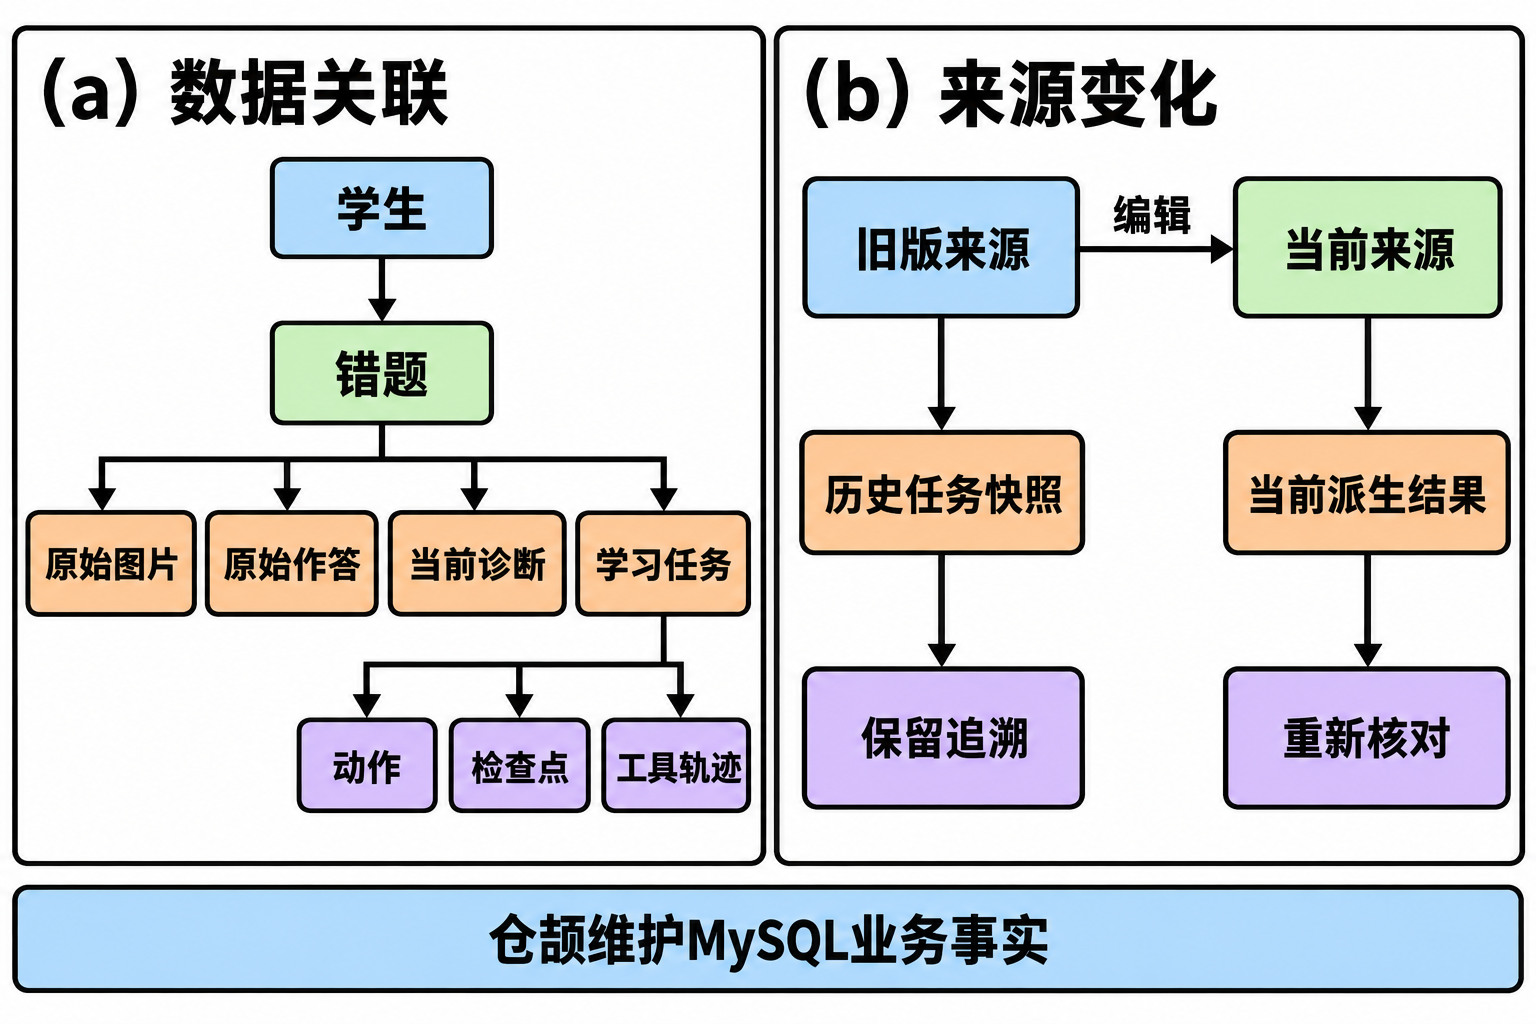 (a) 数据关联
学生
错题
原始图片
原始作答
当前诊断
学习任务
动作
检查点
工具轨迹
(b) 来源变化
旧版来源
编辑
当前来源
历史任务快照
当前派生结果
保留追溯
重新核对
仓颉维护MySQL业务事实